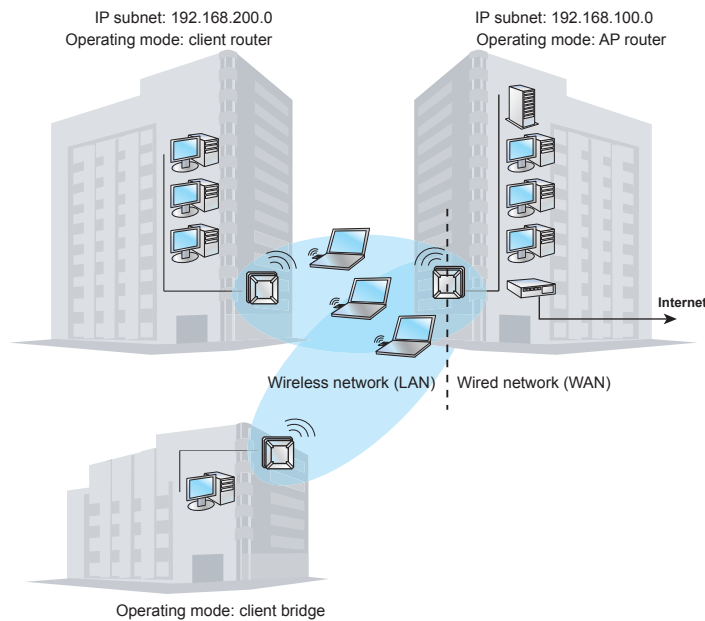 IP subnet: 192.168.200.0
Operating mode: client router
IP subnet: 192.168.100.0
Operating mode: AP router
Internet
Wireless network (LAN)
Wired network (WAN)
Operating mode: client bridge